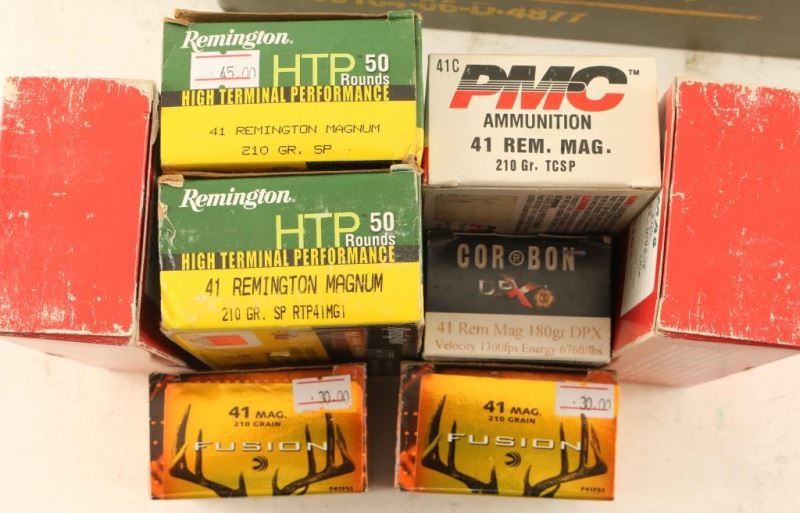 06-D-4877
Remington
45.00
HTP 50
Rounds
HIGH TERMINAL PERFORMANCE
41 REMINGTON MAGNUM
210 GR. SP
41C
PMC™
AMMUNITION
41 REM. MAG.
210 Gr. TCSP
Remington
HTP 50
Rounds
HIGH TERMINAL PERFORMANCE
41 REMINGTON MAGNUM
210 GR. SP RTP41MG1
COR®BON
DPX
41 Rem Mag 180gr DPX
Velocity 1300fps Energy 676ft/lbs
30.00
41 MAG.
210 GRAIN
FUSION
30.00
41 MAG.
210 GRAIN
FUSION